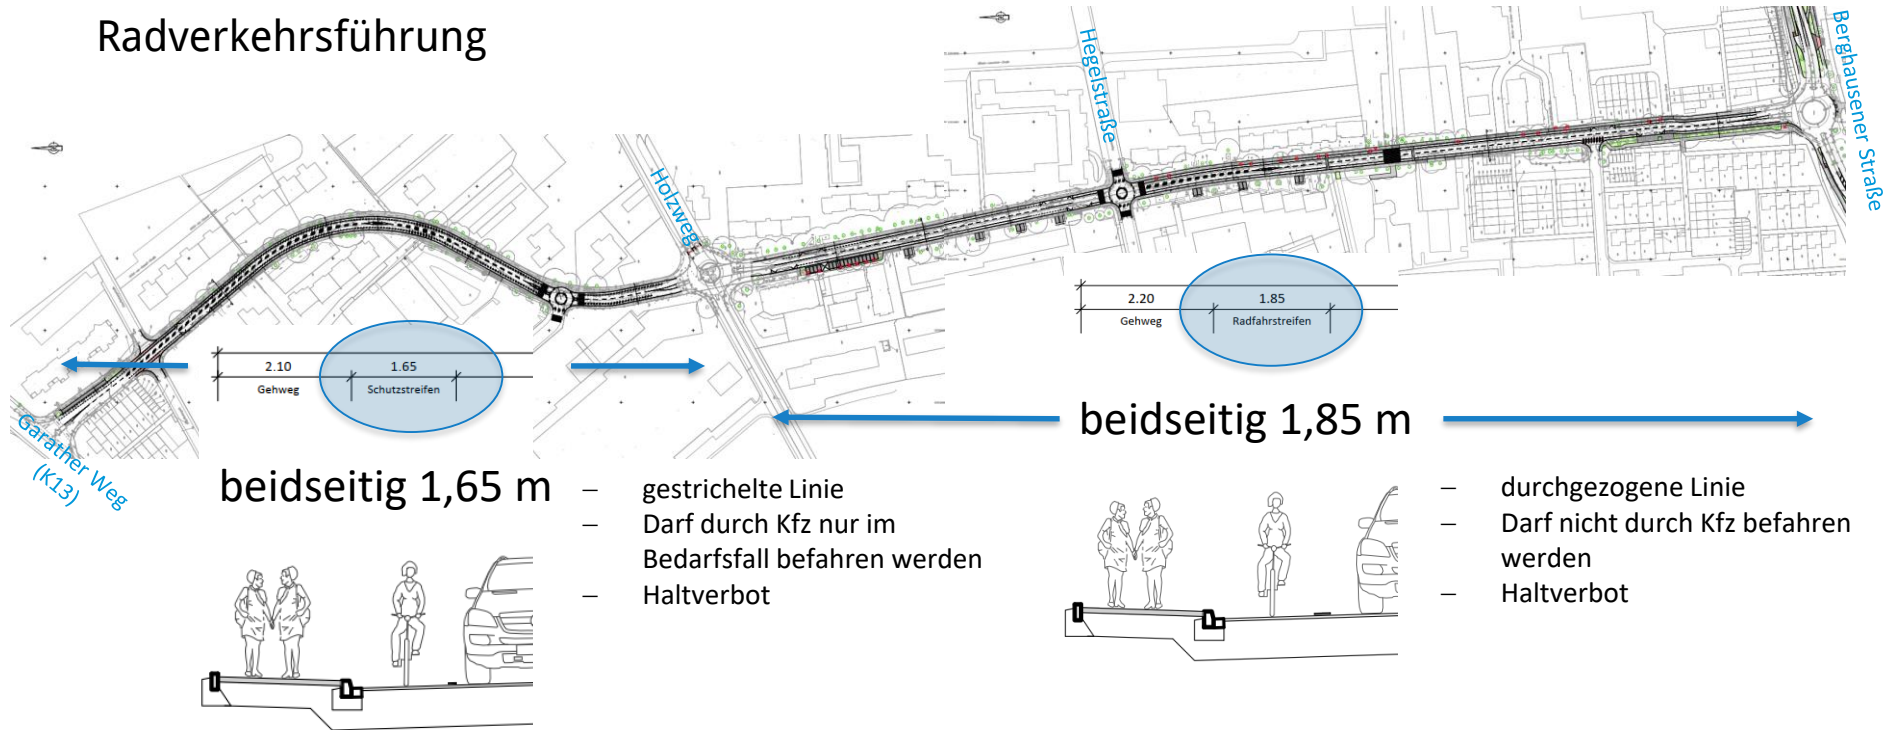 Radverkehrsführung
Hegelstraße
Berghausener Straße
Holzweg
Garather Weg
(K13)
2.10
1.65
Gehweg
Schutzstreifen
2.20
1.85
Gehweg
Radfahrstreifen
beidseitig 1,65 m
– gestrichelte Linie
– Darf durch Kfz nur im
Bedarfsfall befahren werden
– Haltverbot
beidseitig 1,85 m
– durchgezogene Linie
– Darf nicht durch Kfz befahren
werden
– Haltverbot